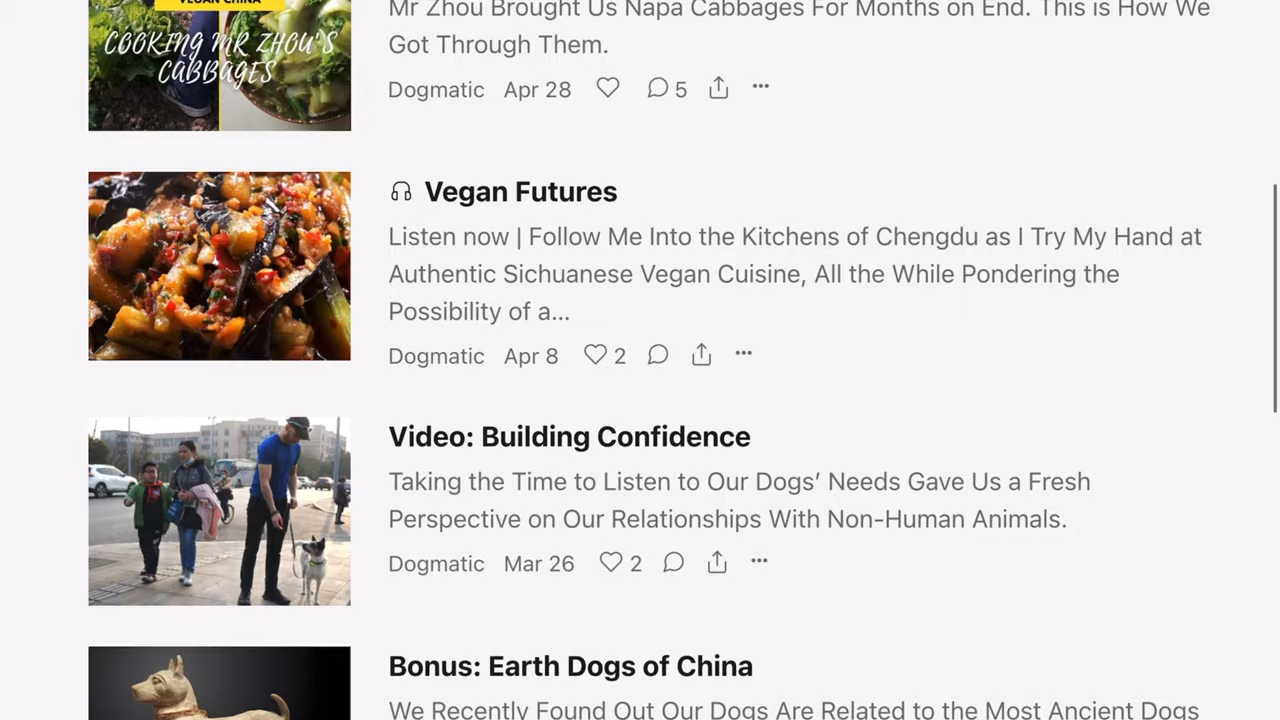 VEGAN CHINA
COOKING MR ZHOU'S
CABBAGES
Mr Zhou Brought Us Napa Cabbages For Months on End. This is How We
Got Through Them.
Dogmatic Apr 28 5
Vegan Futures
Listen now | Follow Me Into the Kitchens of Chengdu as I Try My Hand at
Authentic Sichuanese Vegan Cuisine, All the While Pondering the
Possibility of a...
Dogmatic Apr 8 2
Video: Building Confidence
Taking the Time to Listen to Our Dogs’ Needs Gave Us a Fresh
Perspective on Our Relationships With Non-Human Animals.
Dogmatic Mar 26 2
Bonus: Earth Dogs of China
We Recently Found Out Our Dogs Are Related to the Most Ancient Dogs